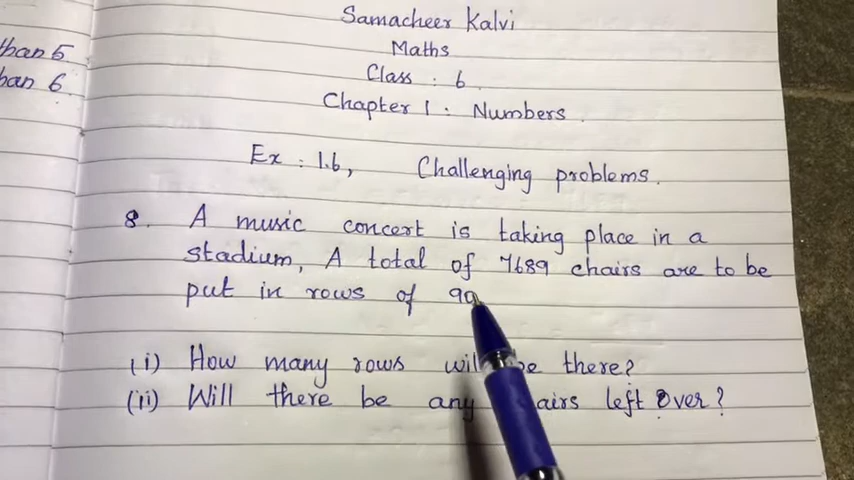 than 5
han 6
Samacheer Kalvi
Maths
Class : 6
Chapter 1 : Numbers
Ex : 1.6, Challenging problems.
8. A music concert is taking place in a
stadium, A total of 7689 chairs are to be
put in rows of 90
(i) How many rows will be there?
(ii) Will there be any airs left over?